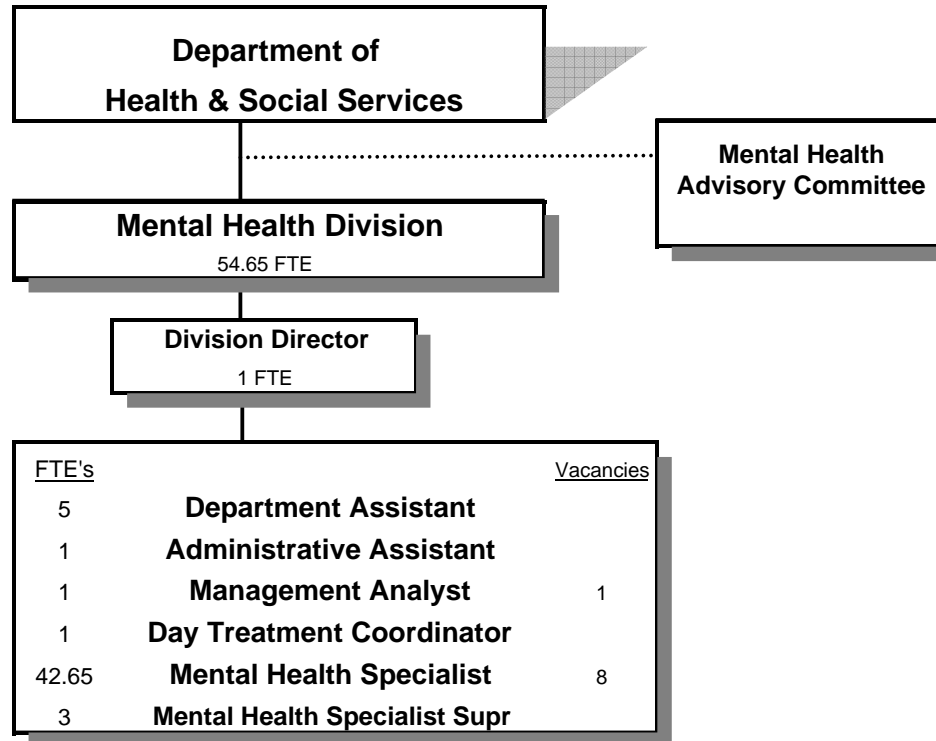 Department of
Health & Social Services
Mental Health
Advisory Committee
Mental Health Division
54.65 FTE
Division Director
1 FTE
FTE's Vacancies
5 Department Assistant
1 Administrative Assistant
1 Management Analyst 1
1 Day Treatment Coordinator
42.65 Mental Health Specialist 8
3 Mental Health Specialist Supr